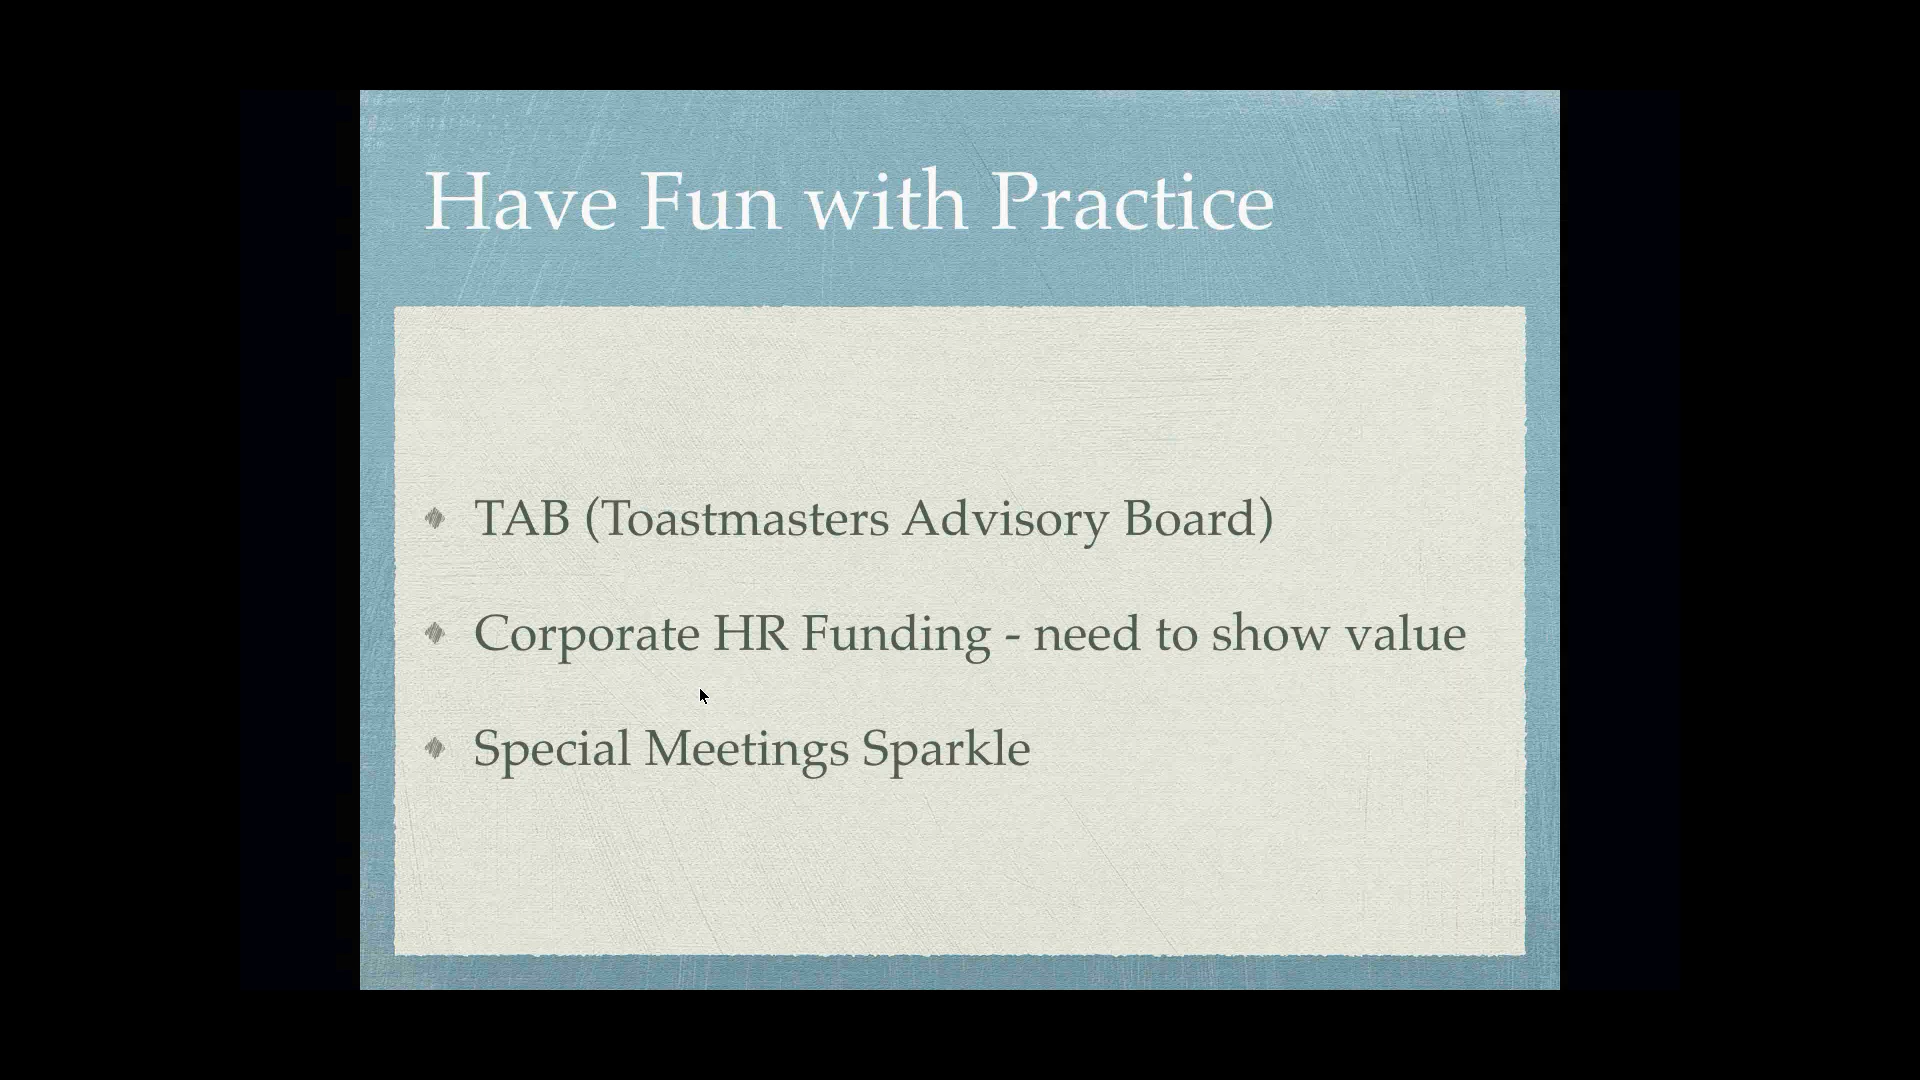 Have Fun with Practice
TAB (Toastmasters Advisory Board)
Corporate HR Funding - need to show value
Special Meetings Sparkle